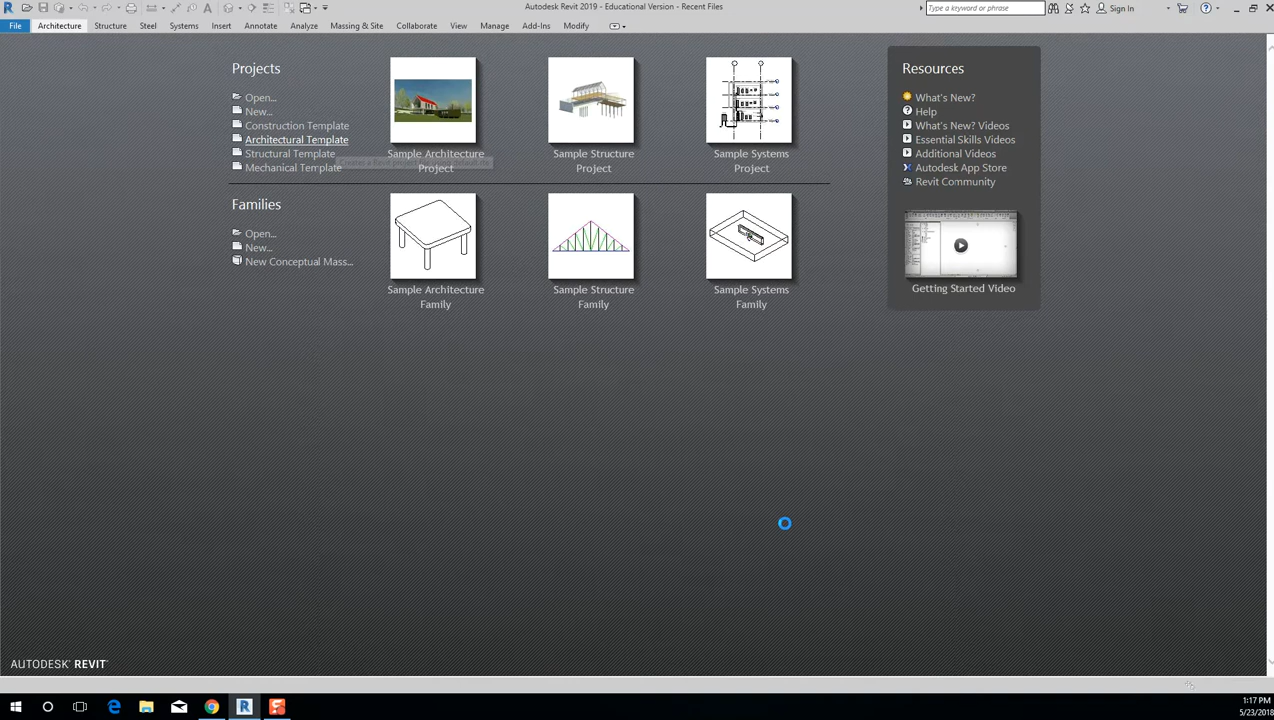 Autodesk Revit 2019 - Educational Version - Recent Files
Type a keyword or phrase
Sign In
File Architecture Structure Steel Systems Insert Annotate Analyze Massing & Site Collaborate View Manage Add-Ins Modify
Projects
Open...
New...
Construction Template
Architectural Template
Structural Template
Mechanical Template
Sample Architecture
Project
Sample Structure
Project
Sample Systems
Project
Families
Open...
New...
New Conceptual Mass...
Sample Architecture
Family
Sample Structure
Family
Sample Systems
Family
Resources
What's New?
Help
What's New? Videos
Essential Skills Videos
Additional Videos
Autodesk App Store
Revit Community
Getting Started Video
AUTODESK® REVIT®
1:17 PM
5/23/2018